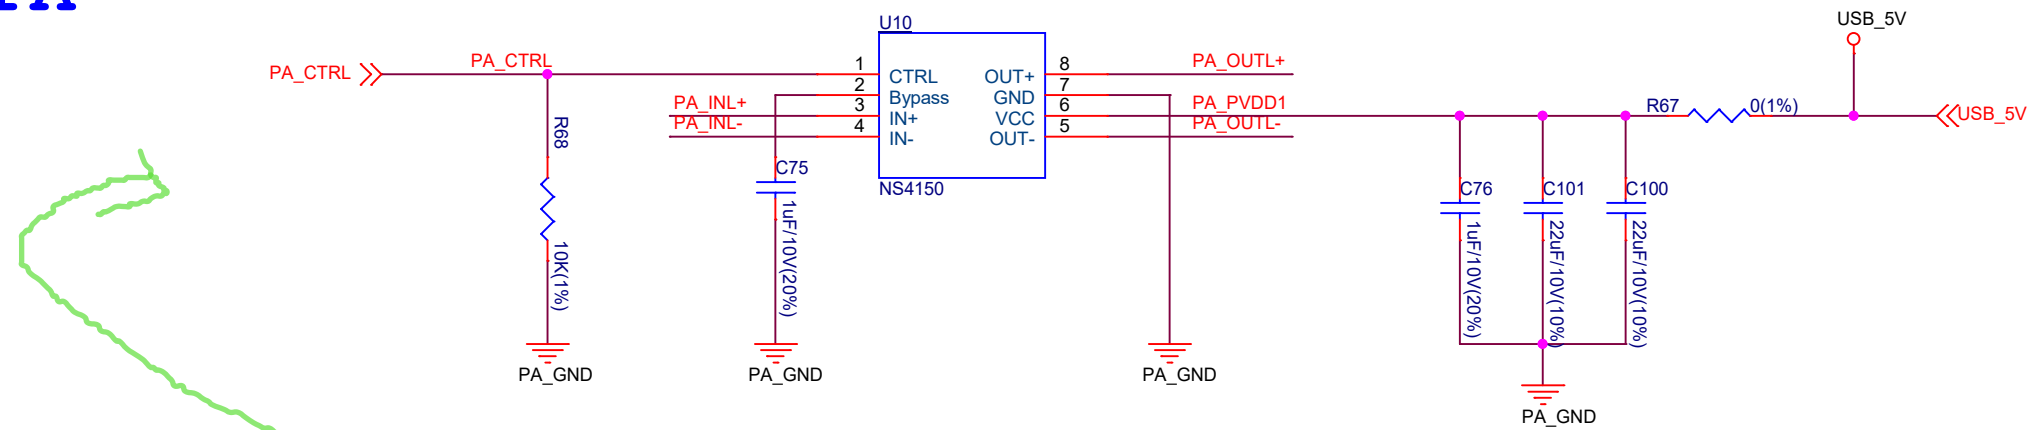 PA
USB_5V
U10
PA_CTRL
PA_CTRL
1
CTRL
OUT+
8
PA_OUTL+
2
Bypass
GND
7
PA_INL+
3
IN+
VCC
6
PA_PVDD1
R67
0(1%)
USB_5V
PA_INL-
4
IN-
OUT-
5
PA_OUTL-
NS4150
R68
10K(1%)
C75
1uF/10V(20%)
C76
1uF/10V(20%)
C101
22uF/10V(10%)
C100
22uF/10V(10%)
PA_GND
PA_GND
PA_GND
PA_GND